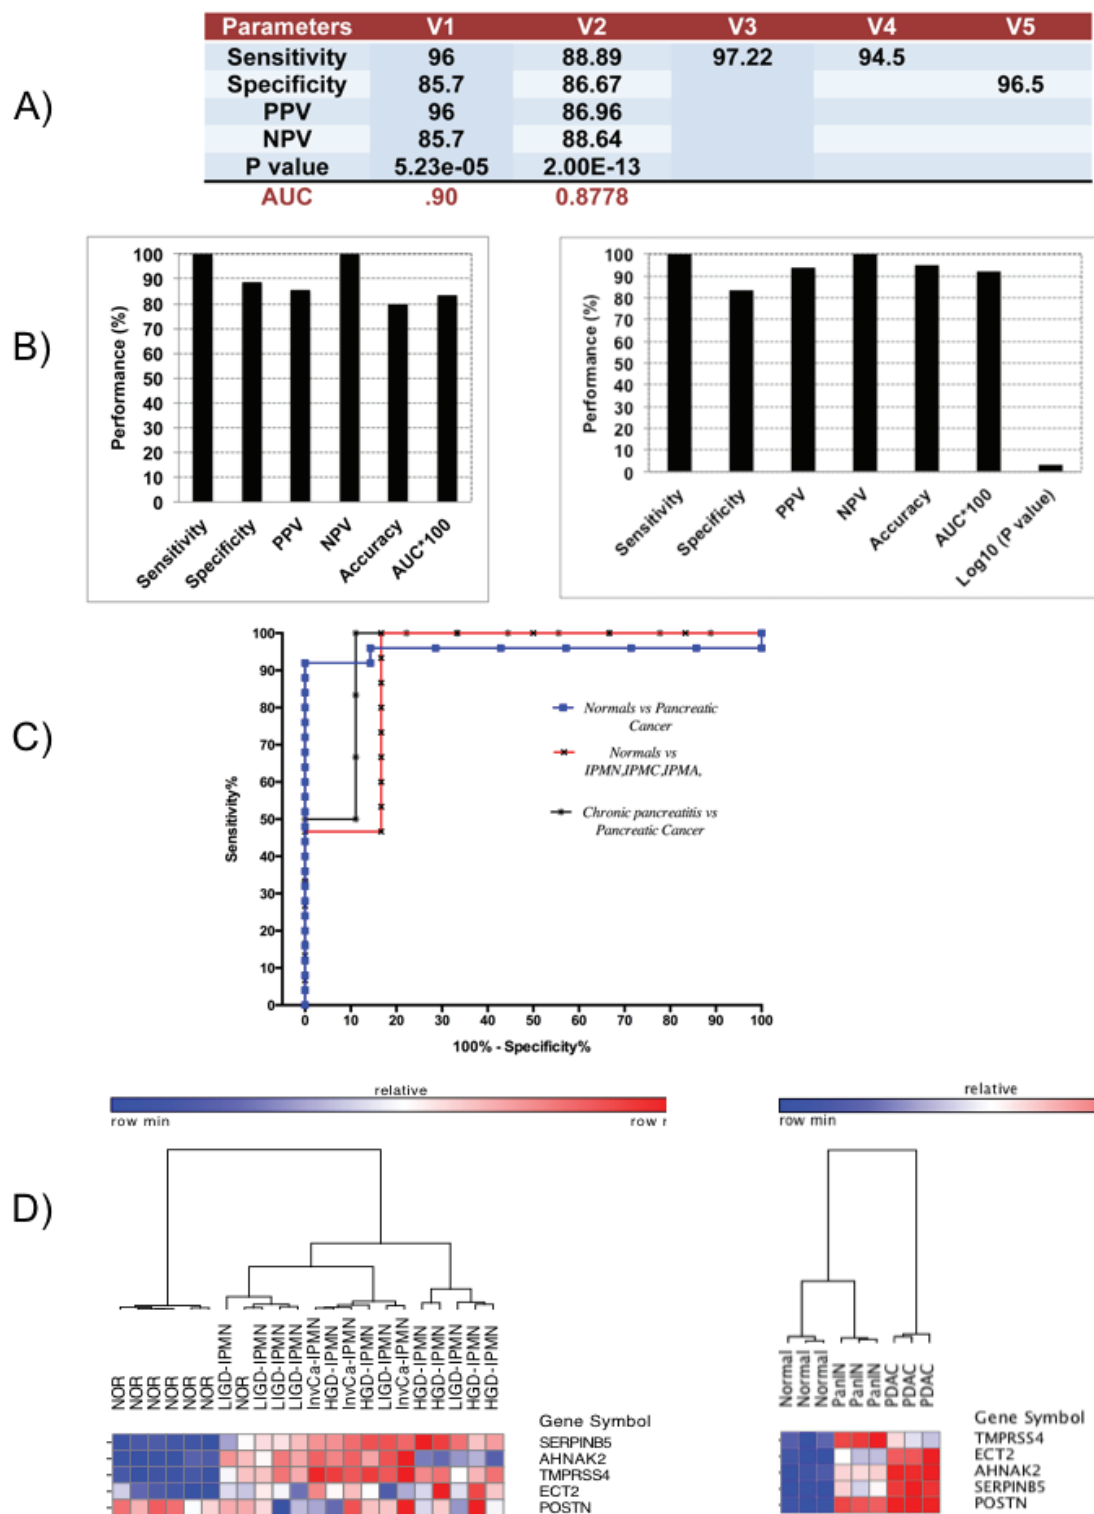 A)
Parameters V1 V2 V3 V4 V5
Sensitivity 96 88.89 97.22 94.5
Specificity 85.7 86.67 96.5
PPV 96 86.96
NPV 85.7 88.64
P value 5.23e-05 2.00E-13
AUC .90 0.8778
B)
Performance (%)
100
90
80
70
60
50
40
30
20
10
0
Sensitivity
Specificity
PPV
NPV
Accuracy
AUC*100
Performance (%)
100
90
80
70
60
50
40
30
20
10
0
Sensitivity
Specificity
PPV
NPV
Accuracy
AUC*100
Log10 (P value)
C)
Sensitivity%
100
90
80
70
60
50
40
30
20
10
0
0 10 20 30 40 50 60 70 80 90 100
100% - Specificity%
Normals vs Pancreatic
Cancer
Normals vs
IPMN,IPMC,IPMA,
Chronic pancreatitis vs
Pancreatic Cancer
D)
relative
row min row r
NOR
NOR
NOR
NOR
NOR
NOR
LIGD-IPMN
NOR
LIGD-IPMN
LIGD-IPMN
LIGD-IPMN
InvCa-IPMN
HGD-IPMN
InvCa-IPMN
HGD-IPMN
LIGD-IPMN
InvCa-IPMN
HGD-IPMN
HGD-IPMN
LIGD-IPMN
HGD-IPMN
HGD-IPMN
Gene Symbol
SERPINB5
AHNAK2
TMPRSS4
ECT2
POSTN
relative
row min
Normal
Normal
Normal
PanIN
PanIN
PanIN
PDAC
PDAC
PDAC
Gene Symbol
TMPRSS4
ECT2
AHNAK2
SERPINB5
POSTN